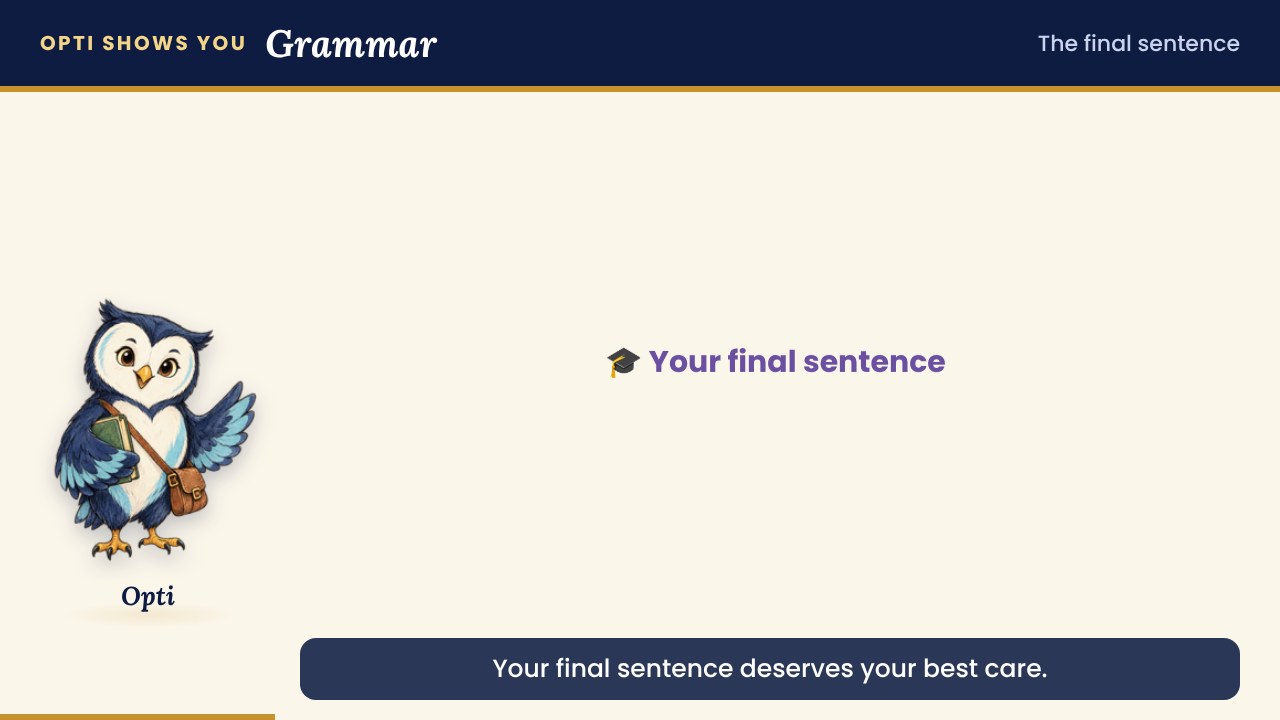 OPTI SHOWS YOU Grammar
The final sentence
🎓 Your final sentence
Opti
Your final sentence deserves your best care.